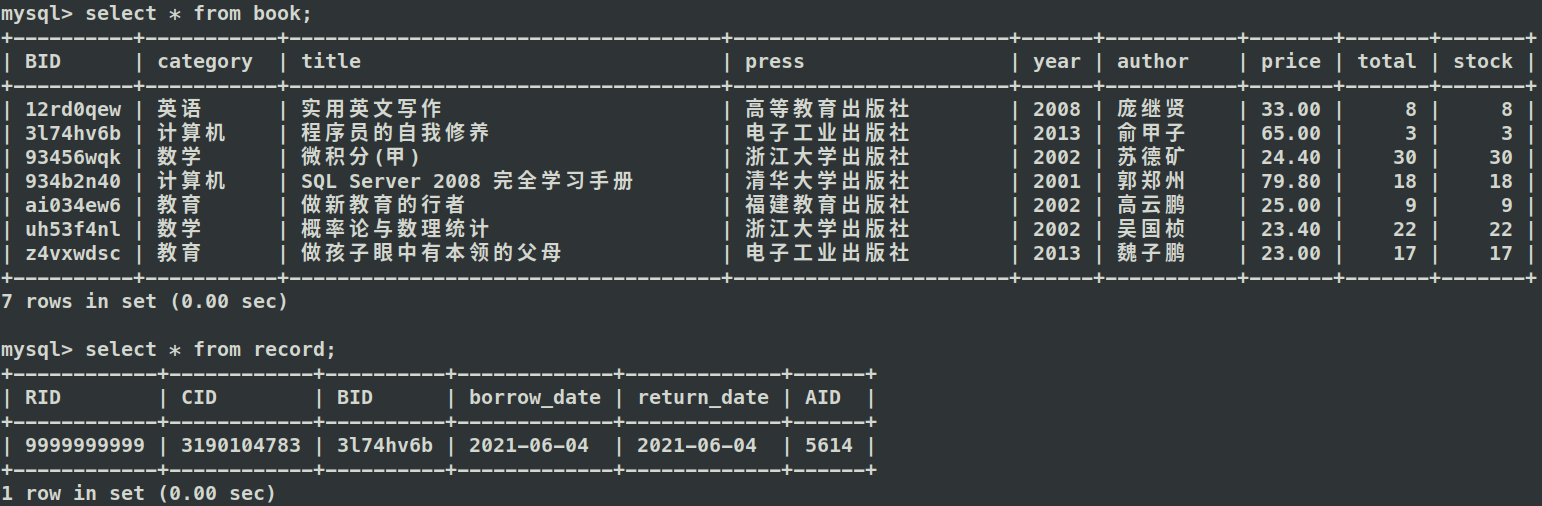 mysql> select * from book;
+----------+-----------+------------------------------------+-----------------------+------+-----------+-------+-------+-------+
| BID      | category  | title                              | press                 | year | author    | price | total | stock |
+----------+-----------+------------------------------------+-----------------------+------+-----------+-------+-------+-------+
| 12rd0qew | 英语      | 实用英文写作                       | 高等教育出版社        | 2008 | 庞继贤    | 33.00 |     8 |     8 |
| 3l74hv6b | 计算机    | 程序员的自我修养                   | 电子工业出版社        | 2013 | 俞甲子    | 65.00 |     3 |     3 |
| 93456wqk | 数学      | 微积分(甲)                         | 浙江大学出版社        | 2002 | 苏德矿    | 24.40 |    30 |    30 |
| 934b2n40 | 计算机    | SQL Server 2008 完全学习手册       | 清华大学出版社        | 2001 | 郭郑州    | 79.80 |    18 |    18 |
| ai034ew6 | 教育      | 做新教育的行者                     | 福建教育出版社        | 2002 | 高云鹏    | 25.00 |     9 |     9 |
| uh53f4nl | 数学      | 概率论与数理统计                   | 浙江大学出版社        | 2002 | 吴国桢    | 23.40 |    22 |    22 |
| z4vxwdsc | 教育      | 做孩子眼中有本领的父母             | 电子工业出版社        | 2013 | 魏子鹏    | 23.00 |    17 |    17 |
+----------+-----------+------------------------------------+-----------------------+------+-----------+-------+-------+-------+
7 rows in set (0.00 sec)
mysql> select * from record;
+------------+------------+----------+-------------+-------------+------+
| RID        | CID        | BID      | borrow_date | return_date | AID  |
+------------+------------+----------+-------------+-------------+------+
| 9999999999 | 3190104783 | 3l74hv6b | 2021-06-04  | 2021-06-04  | 5614 |
+------------+------------+----------+-------------+-------------+------+
1 row in set (0.00 sec)